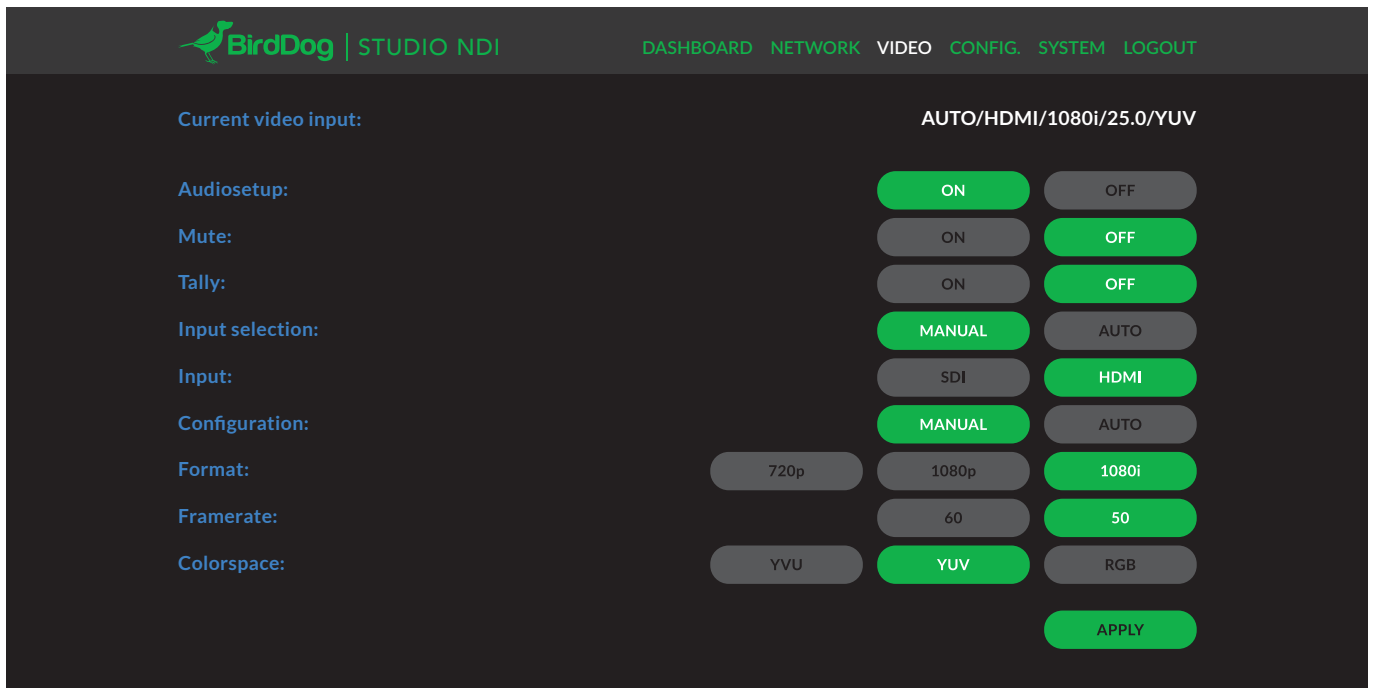 BirdDog | STUDIO NDI DASHBOARD NETWORK VIDEO CONFIG. SYSTEM LOGOUT
Current video input: AUTO/HDMI/1080i/25.0/YUV
Audiosetup: ON OFF
Mute: ON OFF
Tally: ON OFF
Input selection: MANUAL AUTO
Input: SDI HDMI
Configuration: MANUAL AUTO
Format: 720p 1080p 1080i
Framerate: 60 50
Colorspace: YVU YUV RGB
APPLY